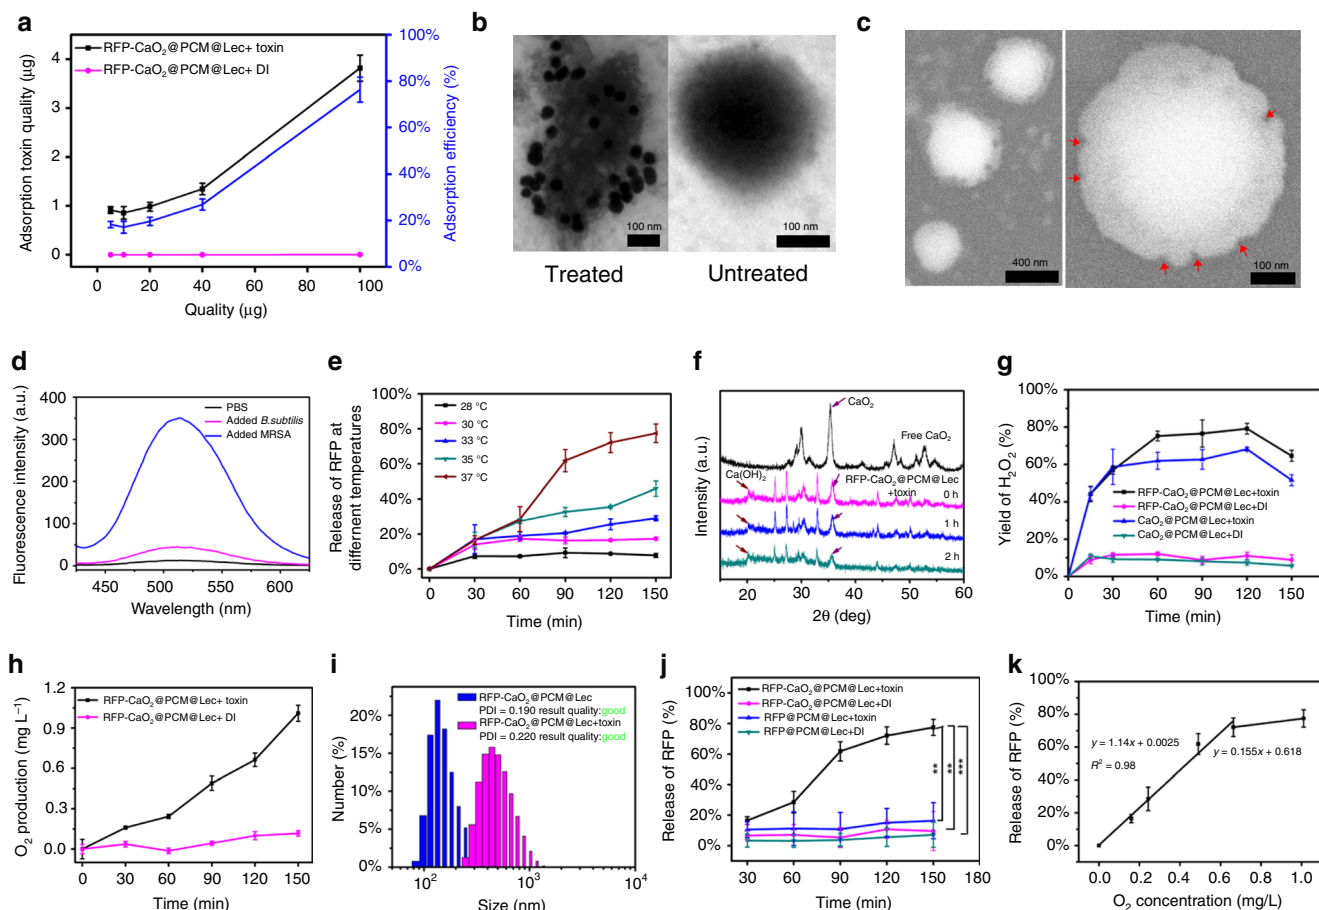 a
RFP-CaO2@PCM@Lec+ toxin
RFP-CaO2@PCM@Lec+ DI
Adsorption toxin quality (µg)
Adsorption efficiency (%)
4
3
2
1
0
100%
80%
60%
40%
20%
0%
0 20 40 60 80 100
Quality (µg)
b
100 nm
100 nm
Treated
Untreated
c
400 nm
100 nm
d
Fluorescence intensity (a.u.)
400
300
200
100
0
PBS
Added B.subtilis
Added MRSA
450 500 550 600
Wavelength (nm)
e
Release of RFP at
different temperatures
100%
80%
60%
40%
20%
0%
28 °C
30 °C
33 °C
35 °C
37 °C
0 30 60 90 120 150
Time (min)
f
Intensity (a.u.)
CaO2
Free CaO2
Ca(OH)2
RFP-CaO2@PCM@Lec
+toxin
0 h
1 h
2 h
20 30 40 50 60
2θ (deg)
g
Yield of H2O2 (%)
100%
80%
60%
40%
20%
0%
RFP-CaO2@PCM@Lec+toxin
RFP-CaO2@PCM@Lec+DI
CaO2@PCM@Lec+toxin
CaO2@PCM@Lec+DI
0 30 60 90 120 150
Time (min)
h
O2 production (mg L−1)
1.2
0.9
0.6
0.3
0.0
RFP-CaO2@PCM@Lec+ toxin
RFP-CaO2@PCM@Lec+ DI
0 30 60 90 120 150
Time (min)
i
Number (%)
20%
15%
10%
5%
0%
RFP-CaO2@PCM@Lec
PDI = 0.190 result quality:good
RFP-CaO2@PCM@Lec+toxin
PDI = 0.220 result quality:good
10^2 10^3 10^4
Size (nm)
j
Release of RFP (%)
100%
80%
60%
40%
20%
0%
RFP-CaO2@PCM@Lec+toxin
RFP-CaO2@PCM@Lec+DI
RFP@PCM@Lec+toxin
RFP@PCM@Lec+DI
** ** ***
30 60 90 120 150 180
Time (min)
k
Release of RFP (%)
100%
80%
60%
40%
20%
0%
y = 1.14x + 0.0025
R2 = 0.98
y = 0.155x + 0.618
0.0 0.2 0.4 0.6 0.8 1.0
O2 concentration (mg/L)